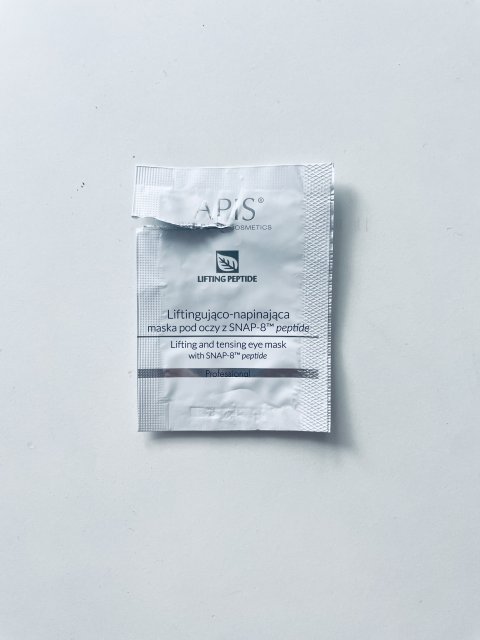 APIS®
COSMETICS
LIFTING PEPTIDE
Liftingująco-napinająca
maska pod oczy z SNAP-8™ peptide
Lifting and tensing eye mask
with SNAP-8™ peptide
Professional